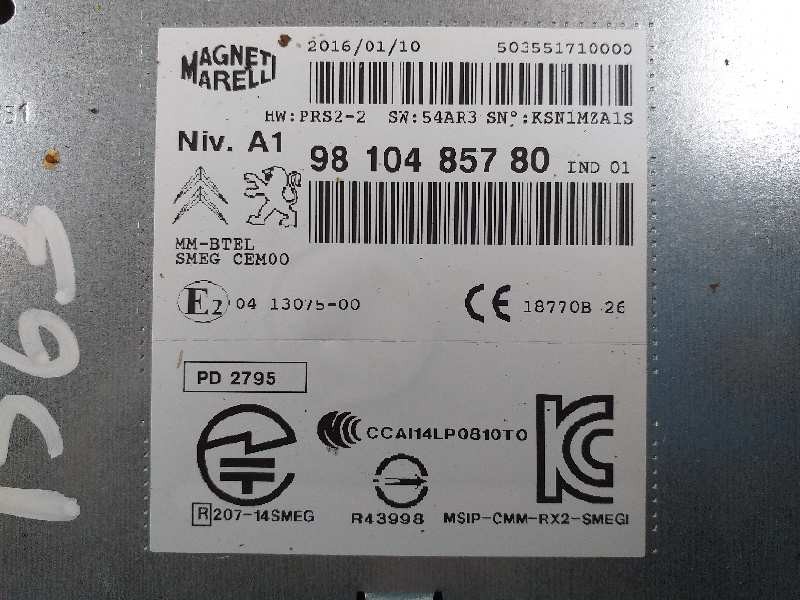 MAGNETI MARELLI
2016/01/10 503551710000
HW:PRS2-2 SW:54AR3 SN°:KSN1MZA1S
Niv. A1
98 104 857 80 IND 01
MM-BTEL
SMEG CEM00
E2 04 13075-00 CE 18770B 26
PD 2795
CCAI14LP0810T0
R 207-14SMEG
R43998
MSIP-CMM-RX2-SMEGI